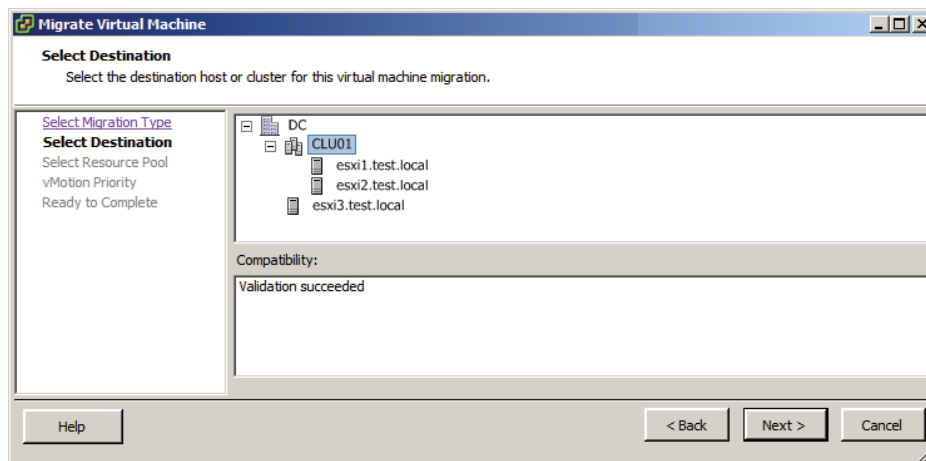 Migrate Virtual Machine
Select Destination
Select the destination host or cluster for this virtual machine migration.
Select Migration Type
Select Destination
Select Resource Pool
vMotion Priority
Ready to Complete
DC
CLU01
esxi1.test.local
esxi2.test.local
esxi3.test.local
Compatibility:
Validation succeeded
Help
< Back
Next >
Cancel